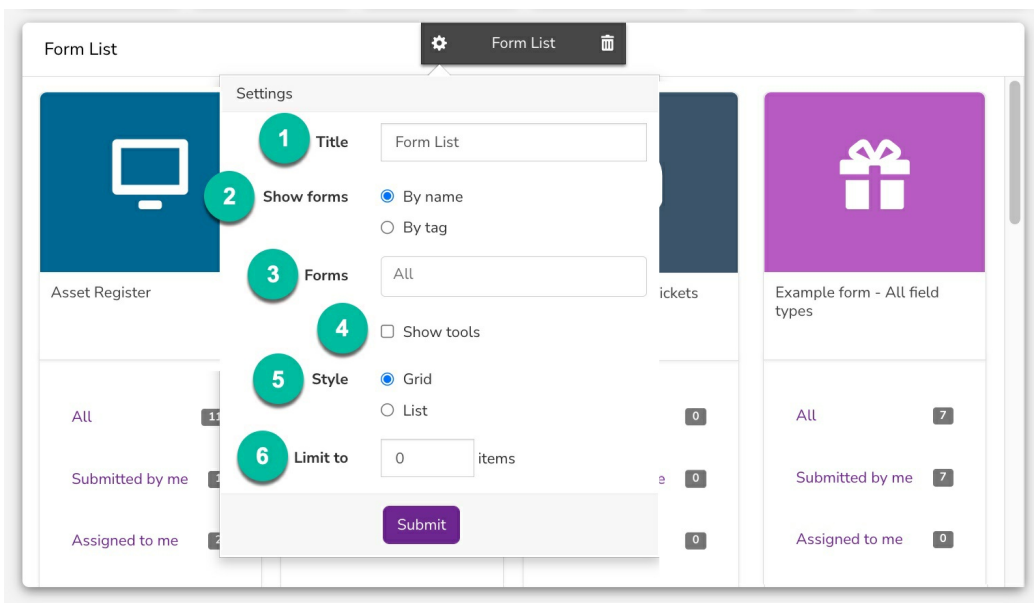 Form List
Form List
Settings
1 Title Form List
2 Show forms By name
By tag
3 Forms All
4 Show tools
5 Style Grid
List
6 Limit to 0 items
Submit
Asset Register
All
Submitted by me
Assigned to me
ickets
0
e 0
0
Example form - All field
types
All 7
Submitted by me 7
Assigned to me 0